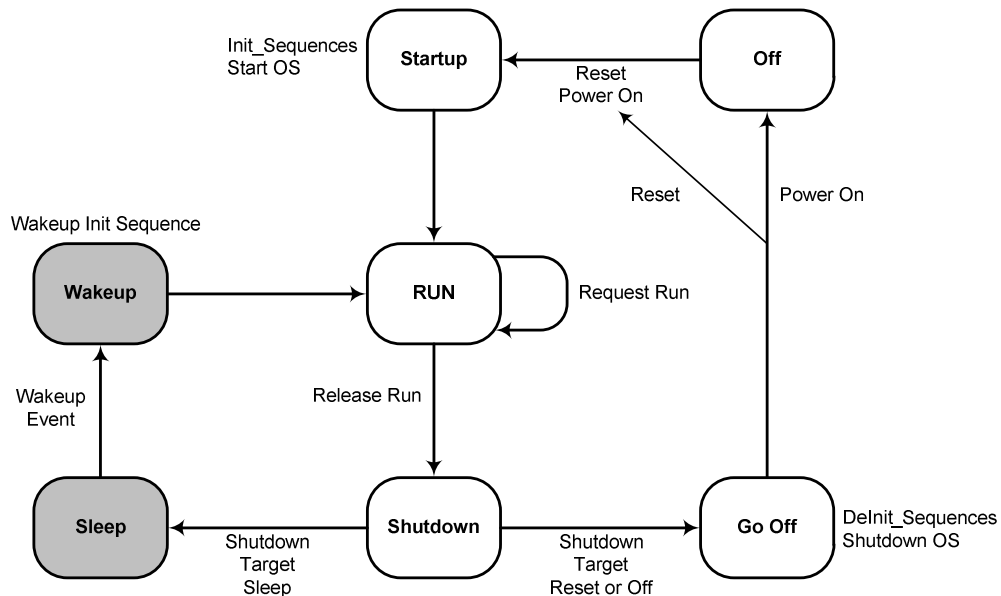 Init_Sequences
Start OS
Startup
Reset
Power On
Off
Reset
Power On
Wakeup Init Sequence
Wakeup
RUN
Request Run
Wakeup
Event
Release Run
Sleep
Shutdown
Target
Sleep
Shutdown
Shutdown
Target
Reset or Off
Go Off
DeInit_Sequences
Shutdown OS